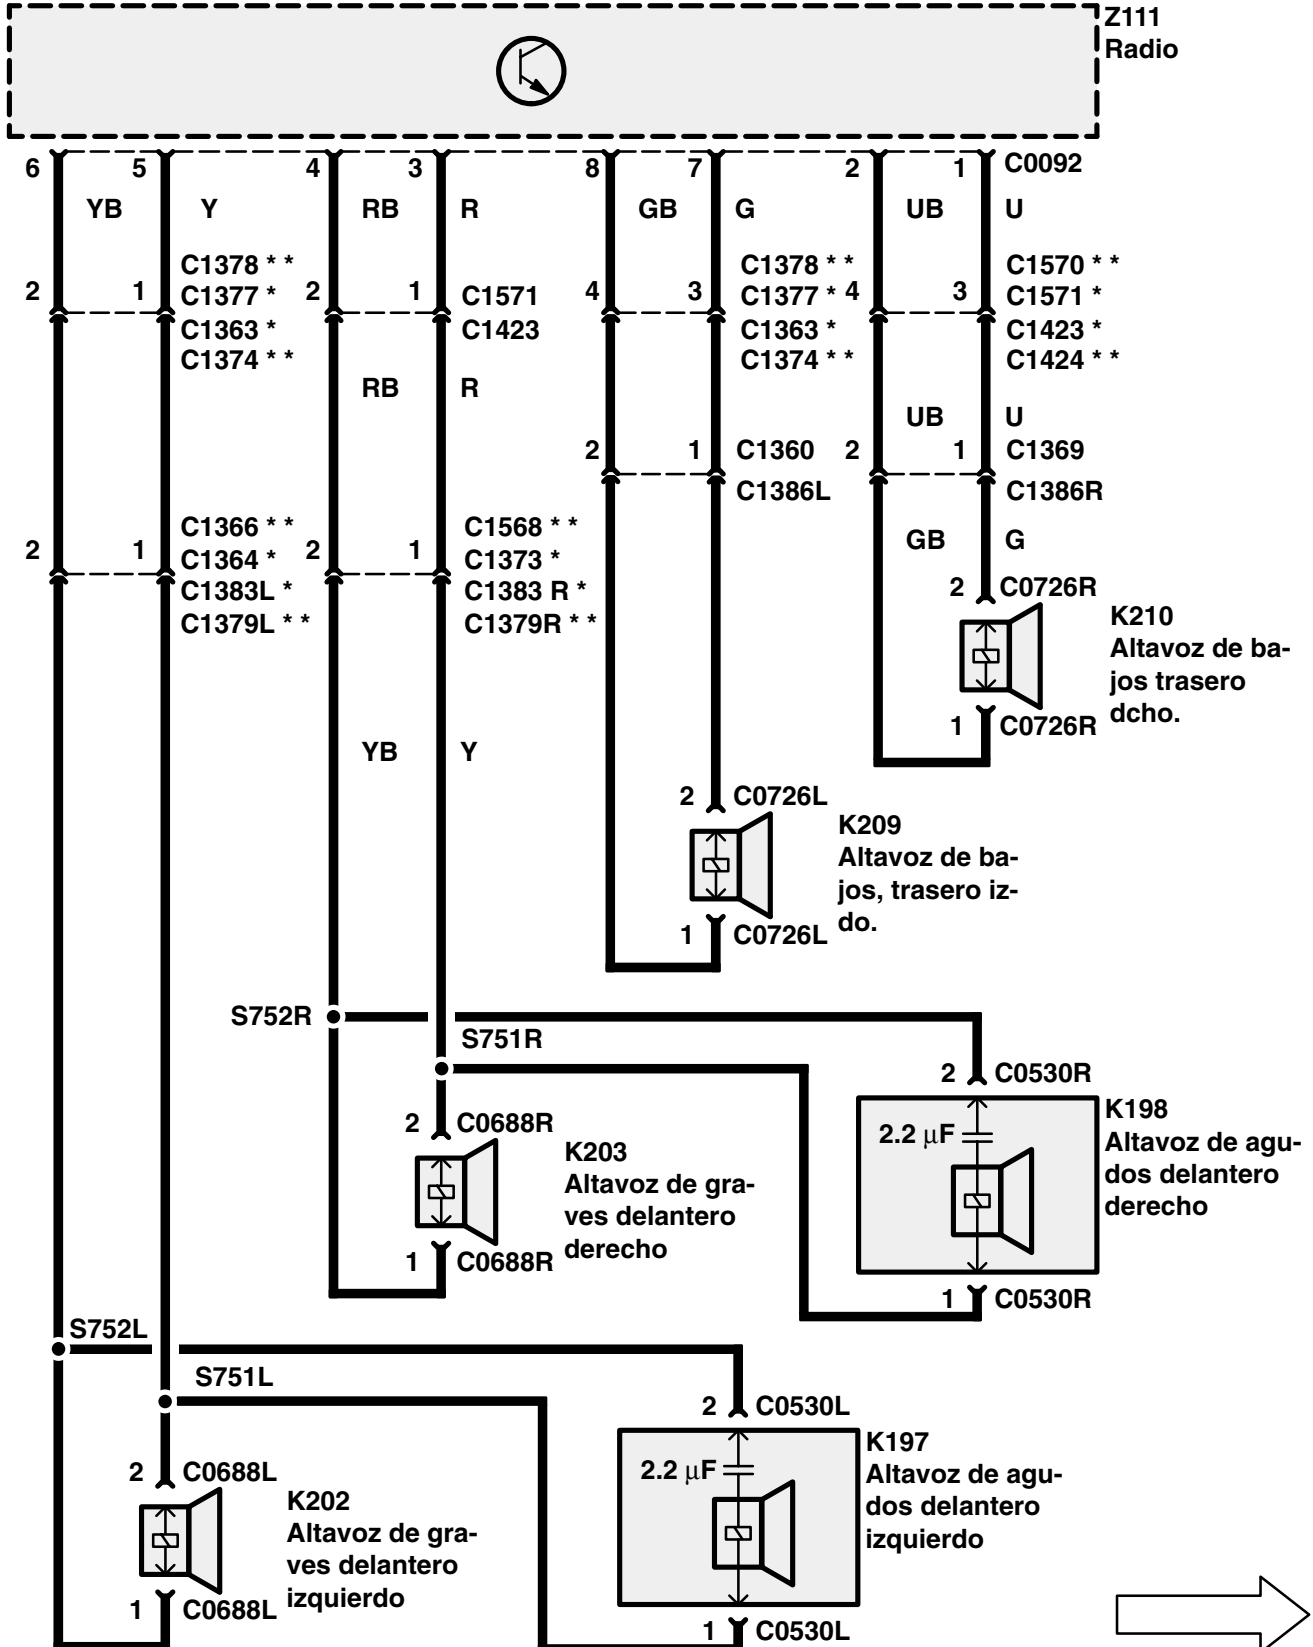 Z111
Radio
6 5 4 3 8 7 2 1 C0092
YB Y RB R GB G UB U
C1378 * * C1378 * * C1570 * *
2 1 C1377 * 2 1 C1571 4 3 C1377 * 4 3 C1571 *
C1363 * C1423 C1363 * C1423 *
C1374 * * C1374 * * C1424 * *
RB R
UB U
2 1 C1360 2 1 C1369
C1386L C1386R
C1366 * * C1568 * *
GB G
2 1 C1364 * 2 1 C1373 *
C1383L * C1383 R *
C1379L * * C1379R * *
2 C0726R
K210
Altavoz de ba-
jos trasero
dcho.
1 C0726R
YB Y
2 C0726L
K209
Altavoz de ba-
jos, trasero iz-
do.
1 C0726L
S752R
S751R
2 C0530R
K198
Altavoz de agu-
dos delantero
derecho
2.2 µF
1 C0530R
2 C0688R
K203
Altavoz de gra-
ves delantero
derecho
1 C0688R
S752L
S751L
2 C0530L
K197
Altavoz de agu-
dos delantero
izquierdo
2.2 µF
1 C0530L
2 C0688L
K202
Altavoz de gra-
ves delantero
izquierdo
1 C0688L